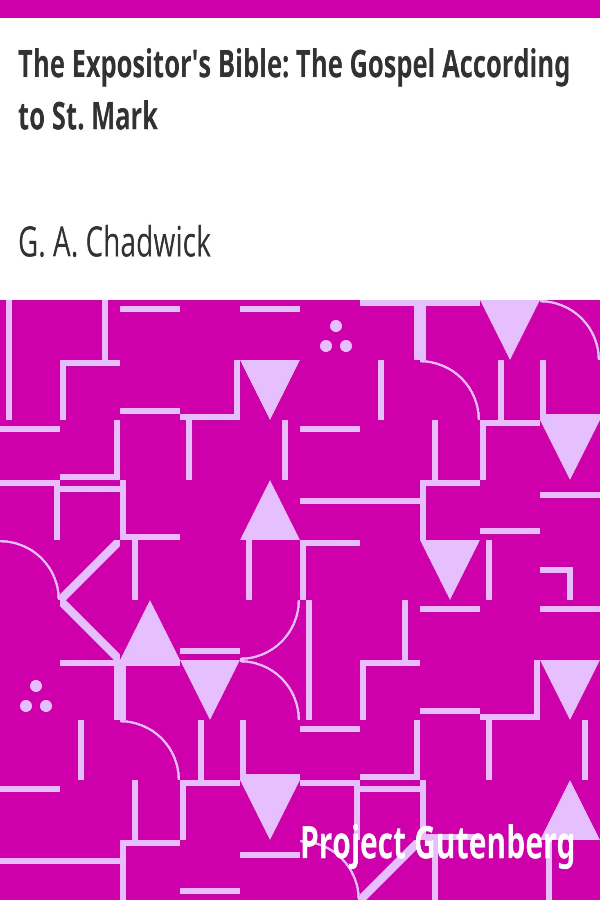 The Expositor's Bible: The Gospel According
to St. Mark
G. A. Chadwick
Project Gutenberg